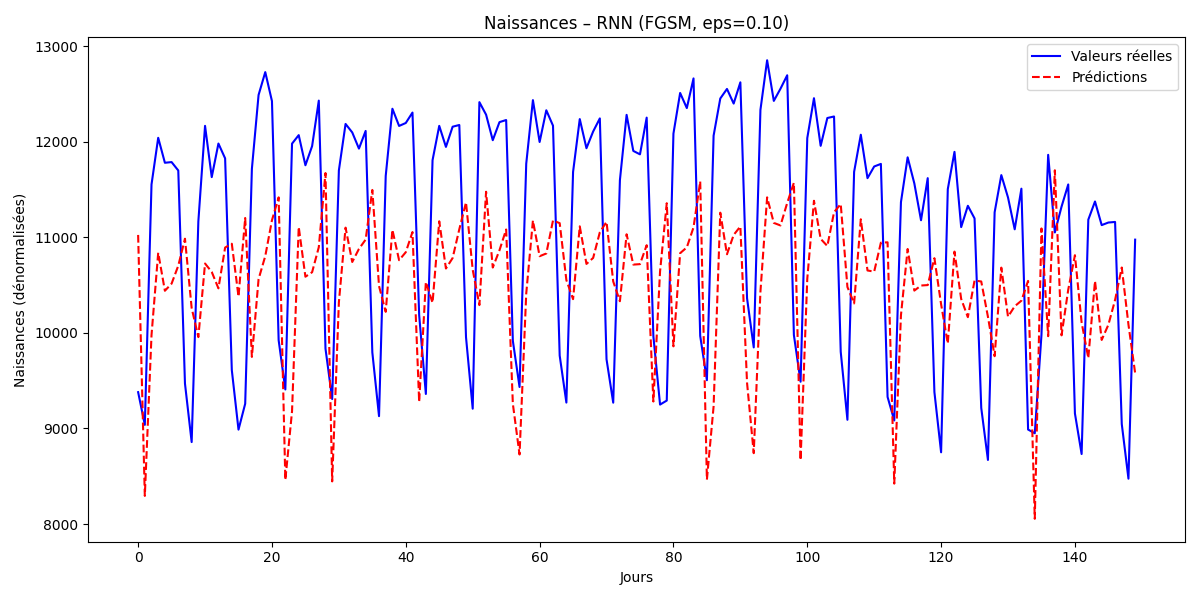 Naissances – RNN (FGSM, eps=0.10)
Valeurs réelles
Prédictions
Naissances (dénormalisées)
13000
12000
11000
10000
9000
8000
0 20 40 60 80 100 120 140
Jours